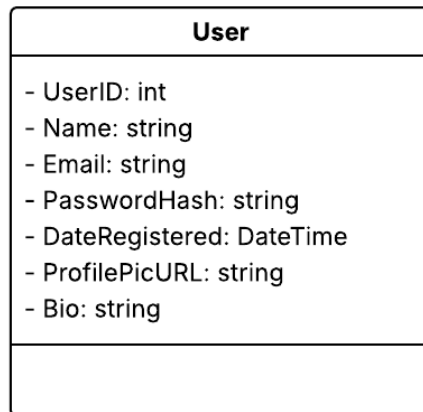 User
- UserID: int
- Name: string
- Email: string
- PasswordHash: string
- DateRegistered: DateTime
- ProfilePicURL: string
- Bio: string